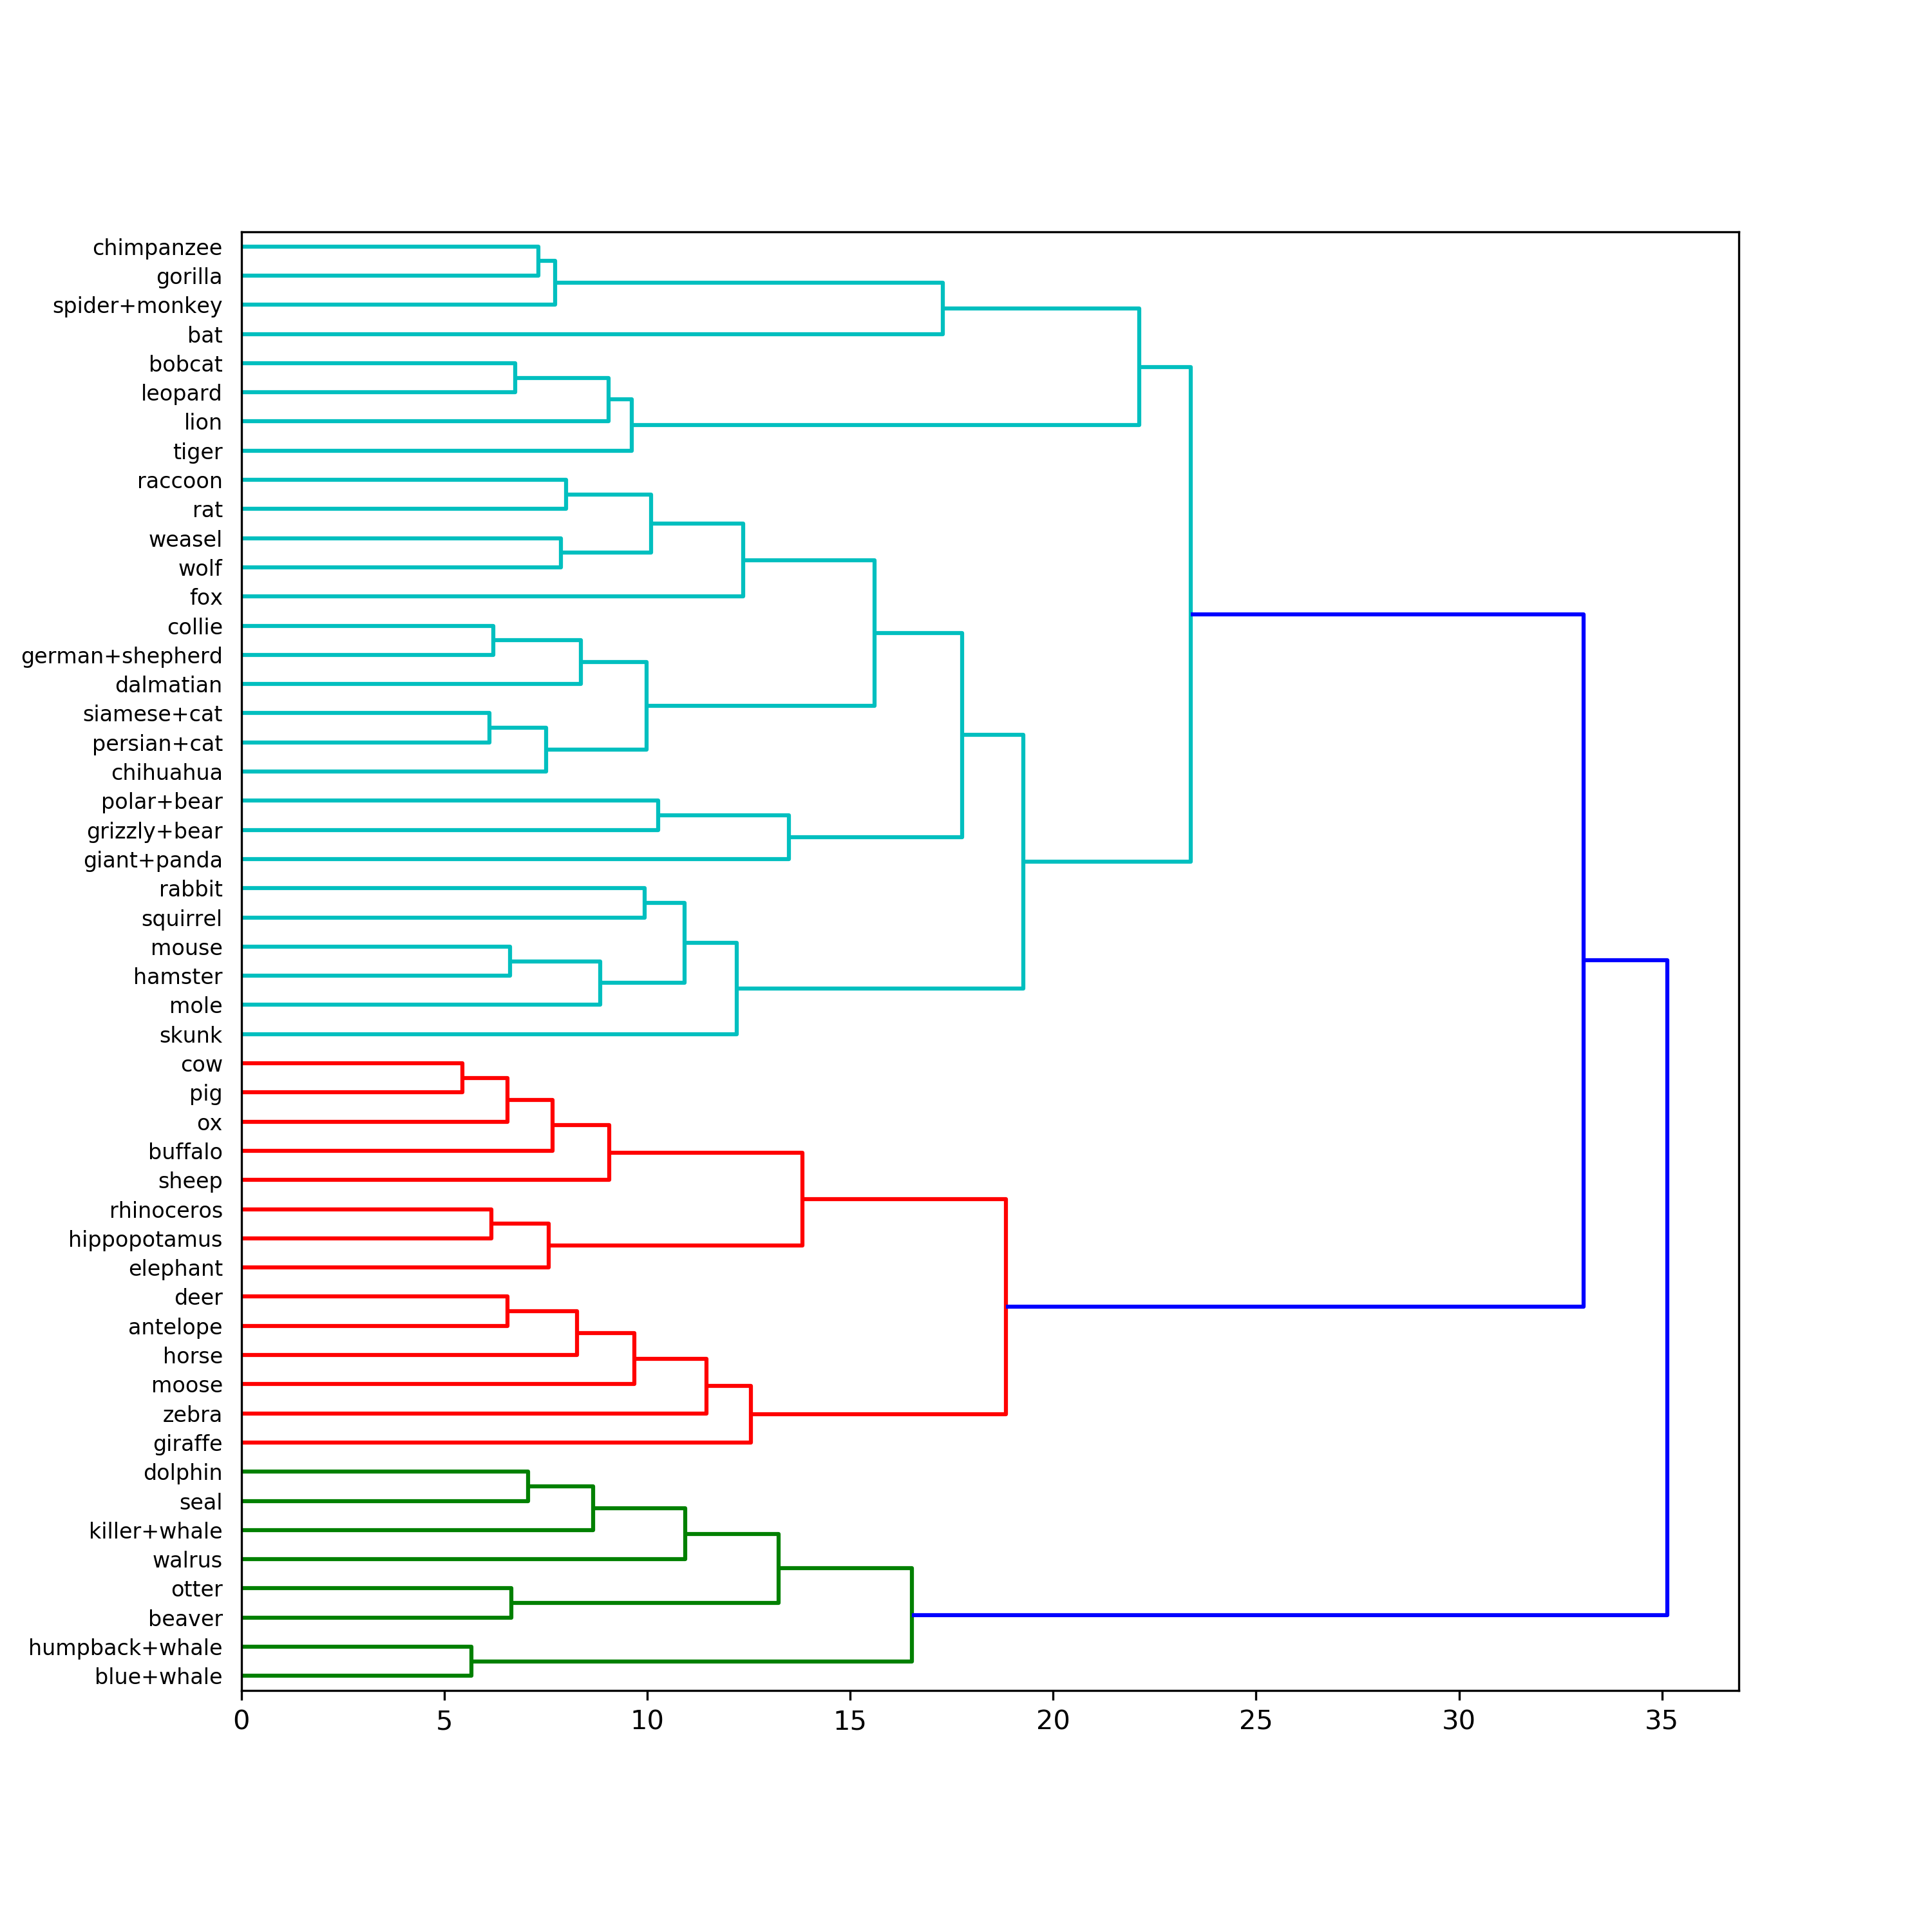 chimpanzee
gorilla
spider+monkey
bat
bobcat
leopard
lion
tiger
raccoon
rat
weasel
wolf
fox
collie
german+shepherd
dalmatian
siamese+cat
persian+cat
chihuahua
polar+bear
grizzly+bear
giant+panda
rabbit
squirrel
mouse
hamster
mole
skunk
cow
pig
ox
buffalo
sheep
rhinoceros
hippopotamus
elephant
deer
antelope
horse
moose
zebra
giraffe
dolphin
seal
killer+whale
walrus
otter
beaver
humpback+whale
blue+whale
0 5 10 15 20 25 30 35